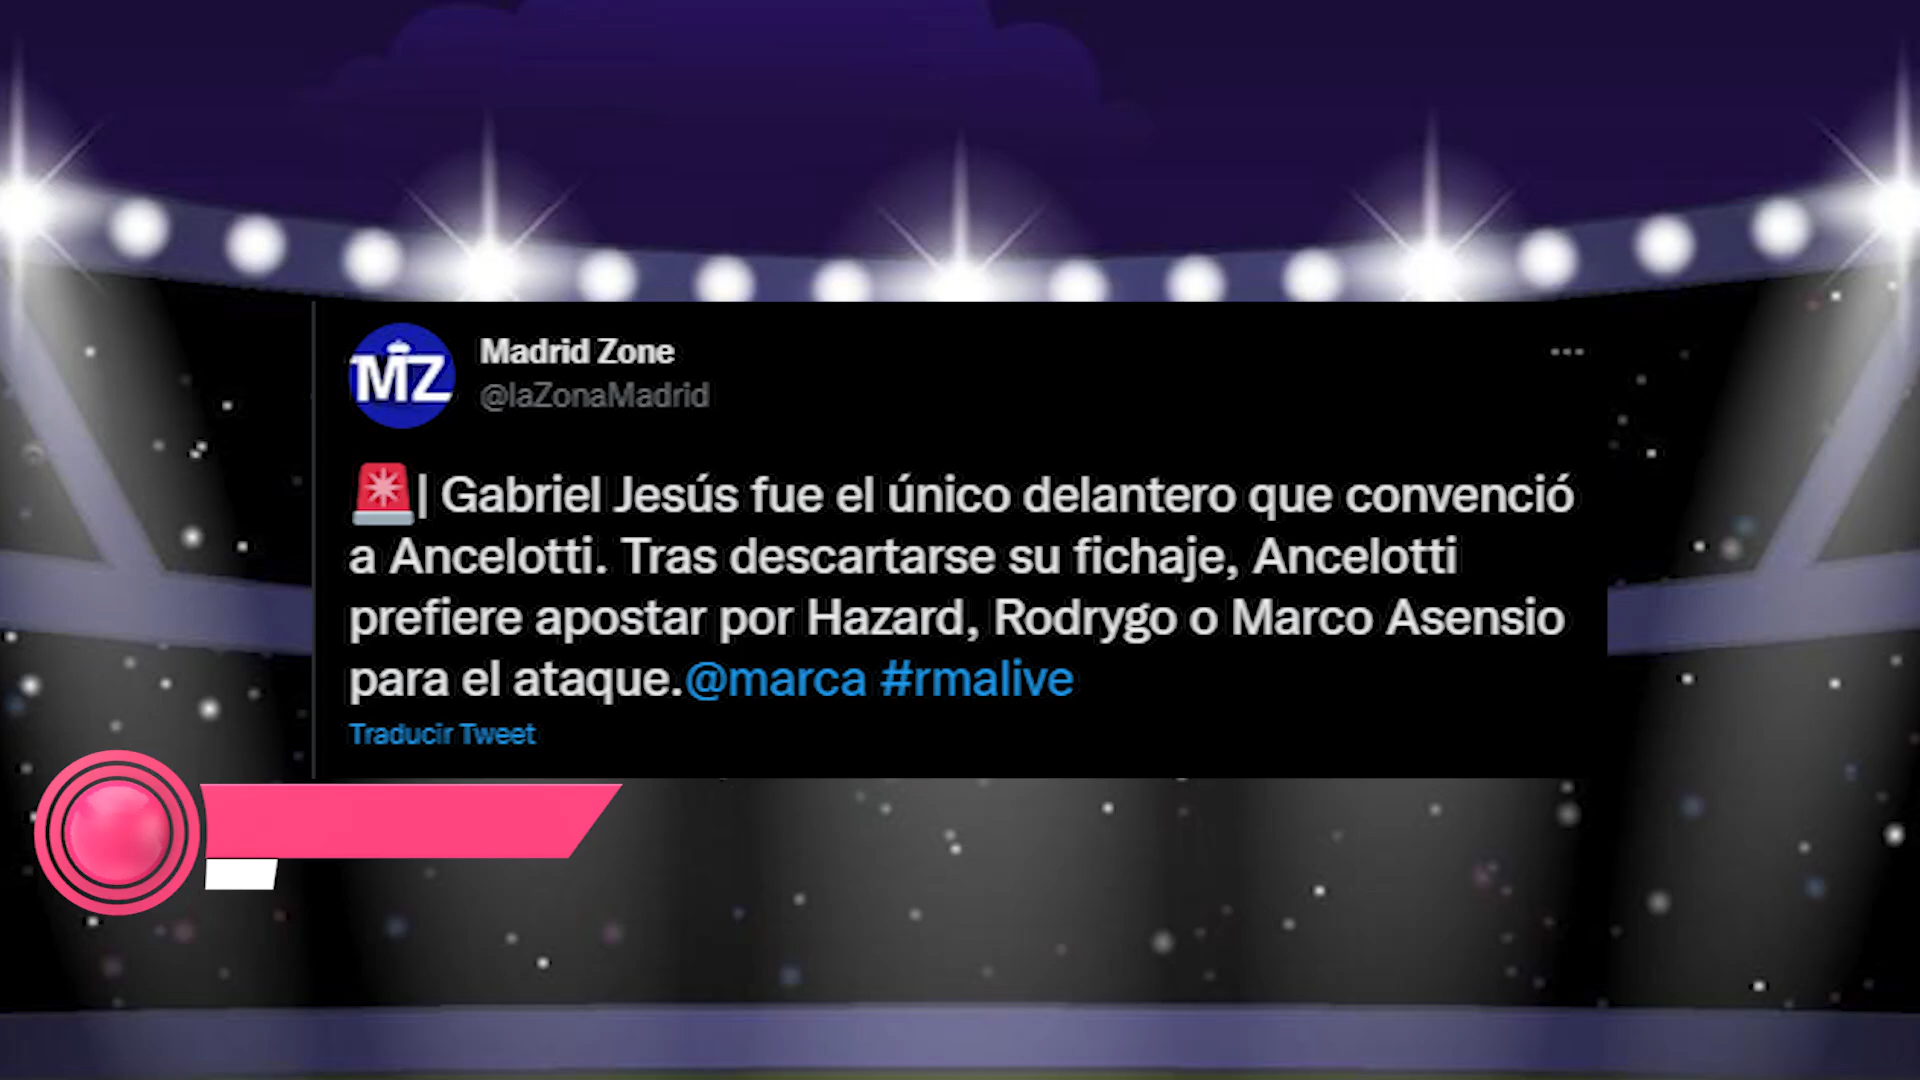 MZ
Madrid Zone
@laZonaMadrid
🚨| Gabriel Jesús fue el único delantero que convenció
a Ancelotti. Tras descartarse su fichaje, Ancelotti
prefiere apostar por Hazard, Rodrygo o Marco Asensio
para el ataque.@marca #rmalive
Traducir Tweet